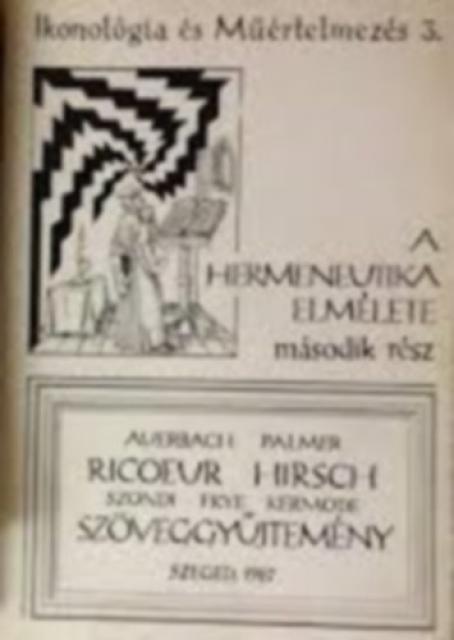 Ikonológia és Műértelmezés 3.
A
HERMENEUTIKA
ELMÉLETE
második rész
AUERBACH PALMER
RICOEUR HIRSCH
SZONDI FRYE KERMODE
SZÖVEGGYŰJTEMÉNY
SZEGED, 1987